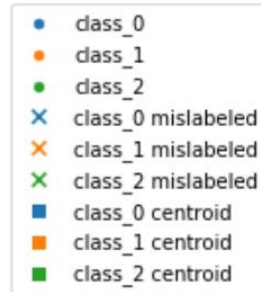 class_0
class_1
class_2
class_0 mislabeled
class_1 mislabeled
class_2 mislabeled
class_0 centroid
class_1 centroid
class_2 centroid